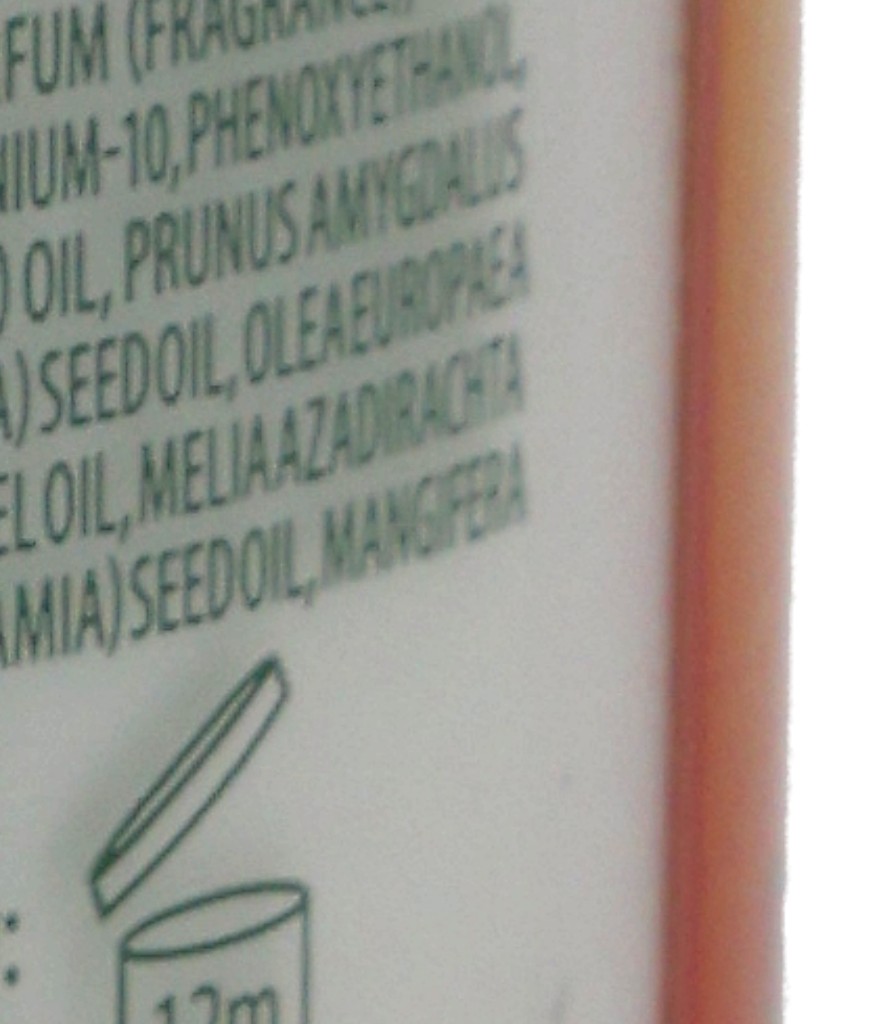 FUM (FRAGRANCE),
NIUM-10, PHENOXYETHANOL,
) OIL, PRUNUS AMYGDALUS
A) SEED OIL, OLEA EUROPAEA
EL OIL, MELIA AZADIRACHTA
AMIA) SEED OIL, MANGIFERA
:
12m